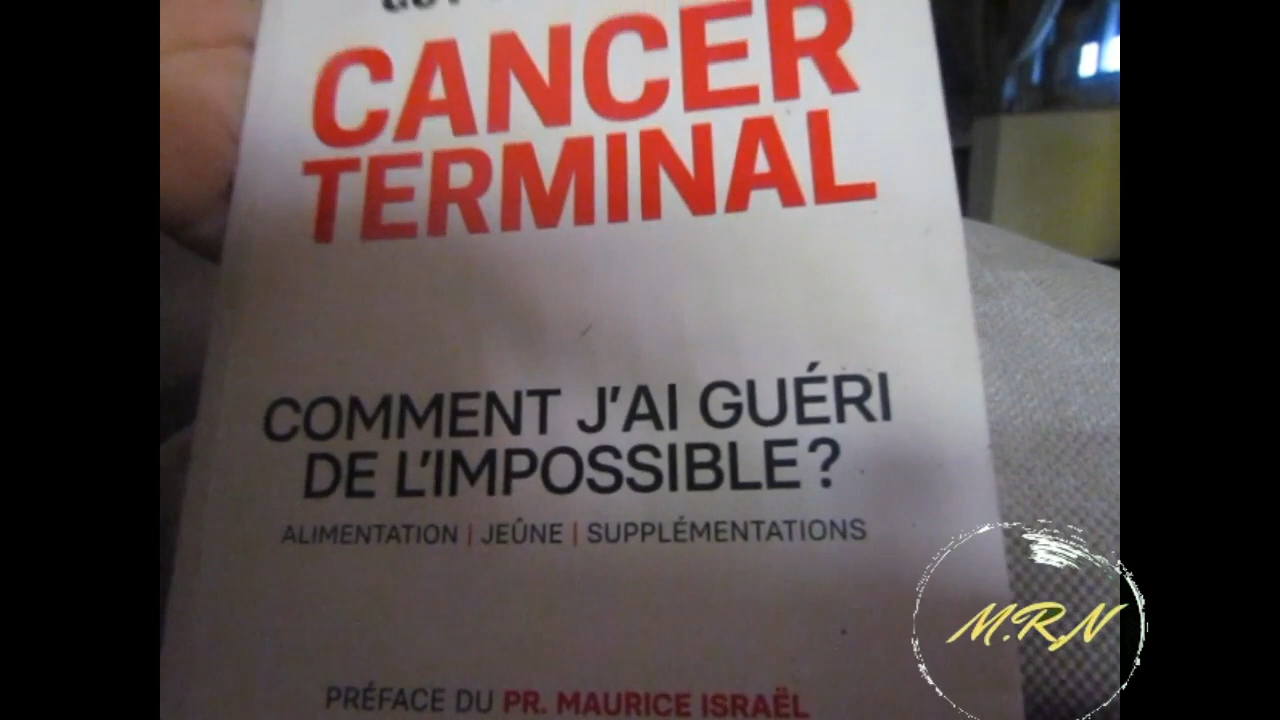 CANCER
TERMINAL
COMMENT J'AI GUÉRI
DE L'IMPOSSIBLE?
ALIMENTATION | JEÛNE | SUPPLÉMENTATIONS
PRÉFACE DU PR. MAURICE ISRAËL
M.R.N